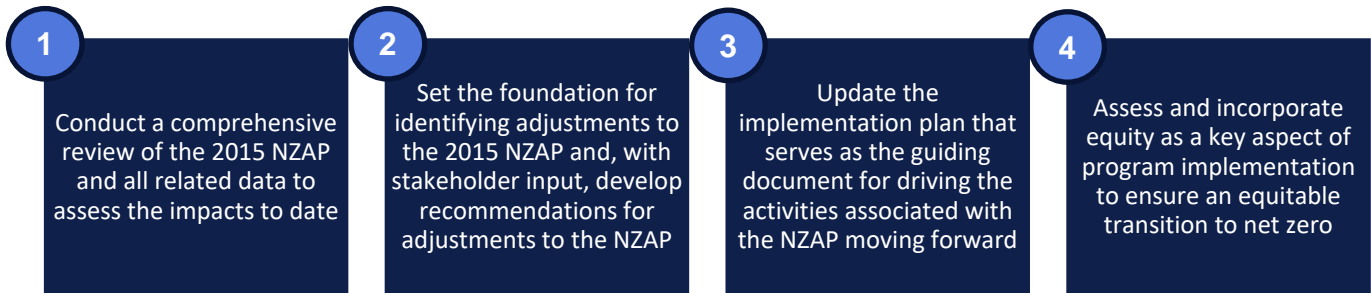 1
Conduct a comprehensive
review of the 2015 NZAP
and all related data to
assess the impacts to date
2
Set the foundation for
identifying adjustments to
the 2015 NZAP and, with
stakeholder input, develop
recommendations for
adjustments to the NZAP
3
Update the
implementation plan that
serves as the guiding
document for driving the
activities associated with
the NZAP moving forward
4
Assess and incorporate
equity as a key aspect of
program implementation
to ensure an equitable
transition to net zero